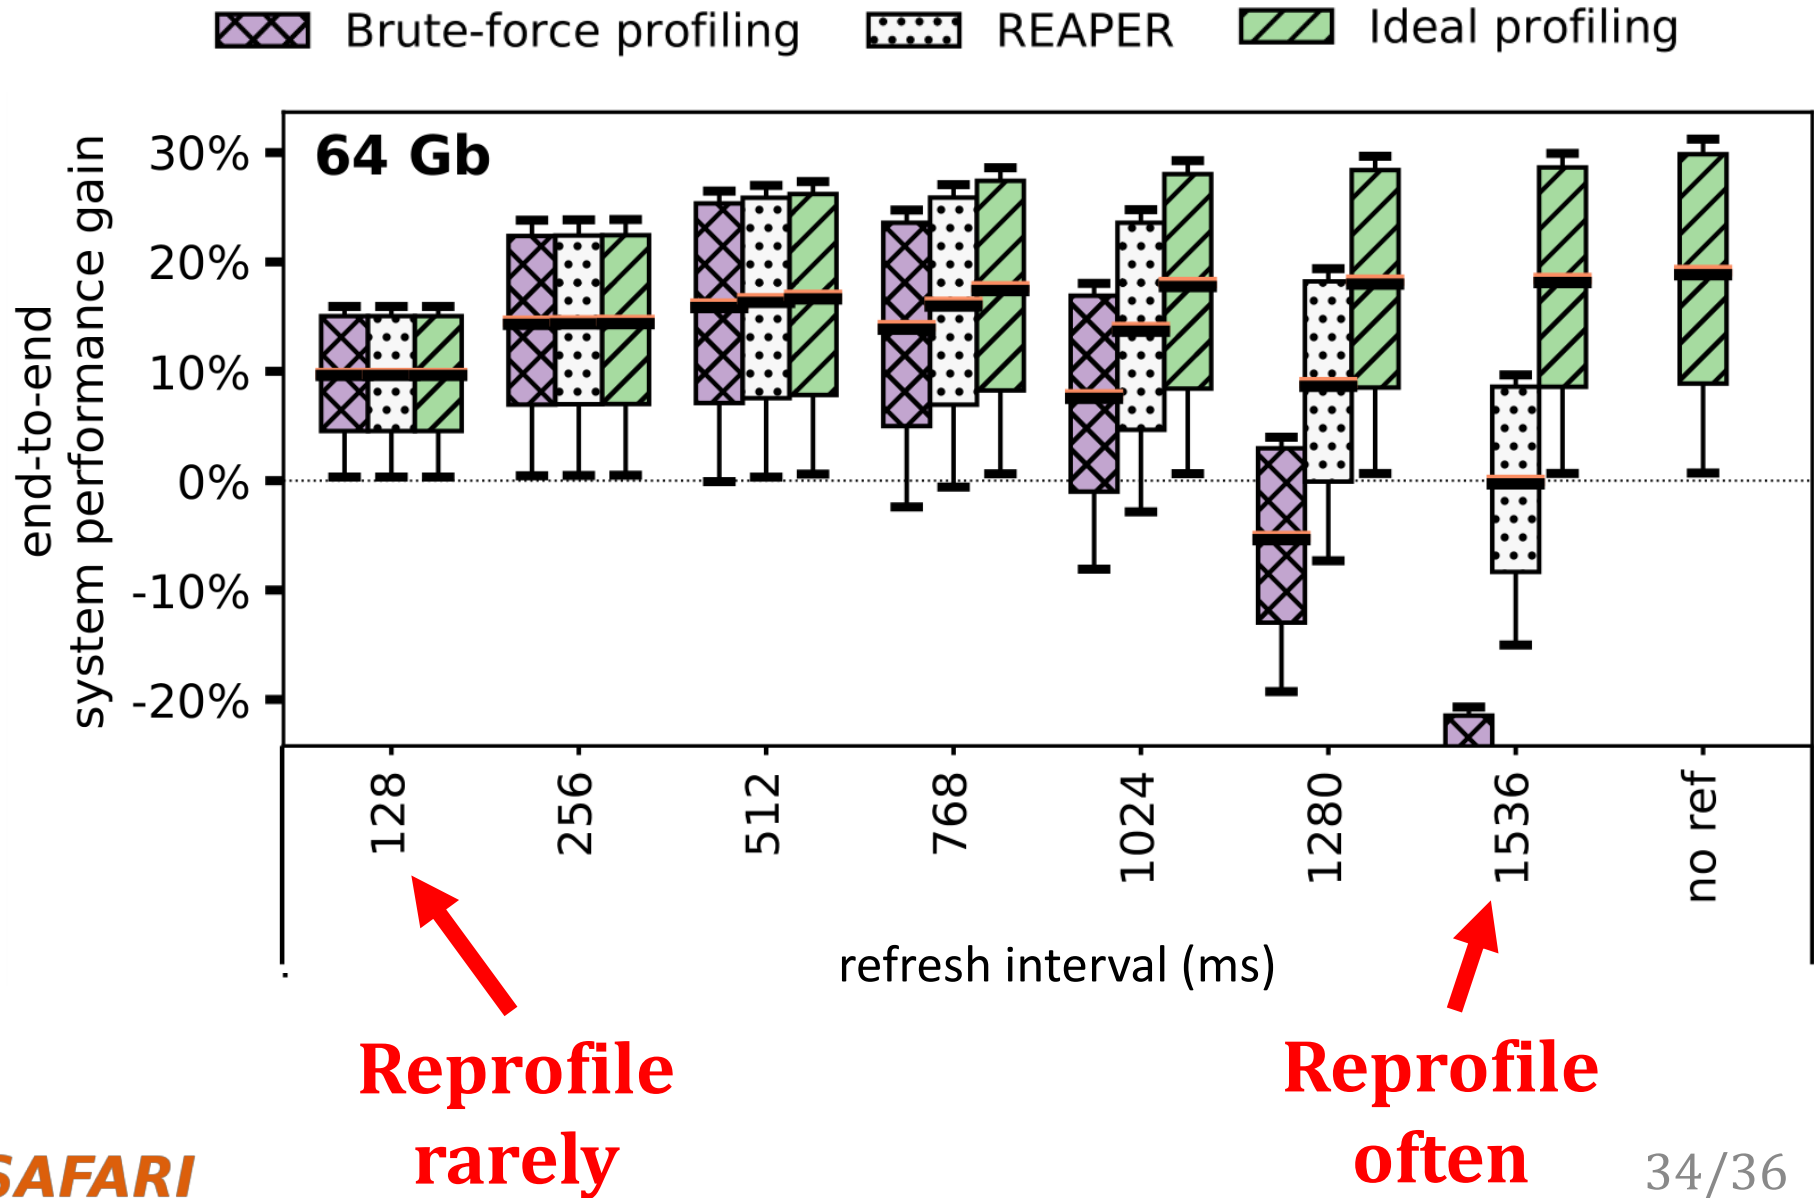 Brute-force profiling REAPER Ideal profiling
64 Gb
end-to-end
system performance gain
30%
20%
10%
0%
-10%
-20%
128 256 512 768 1024 1280 1536 no ref
refresh interval (ms)
Reprofile
rarely
Reprofile
often
SAFARI
34/36